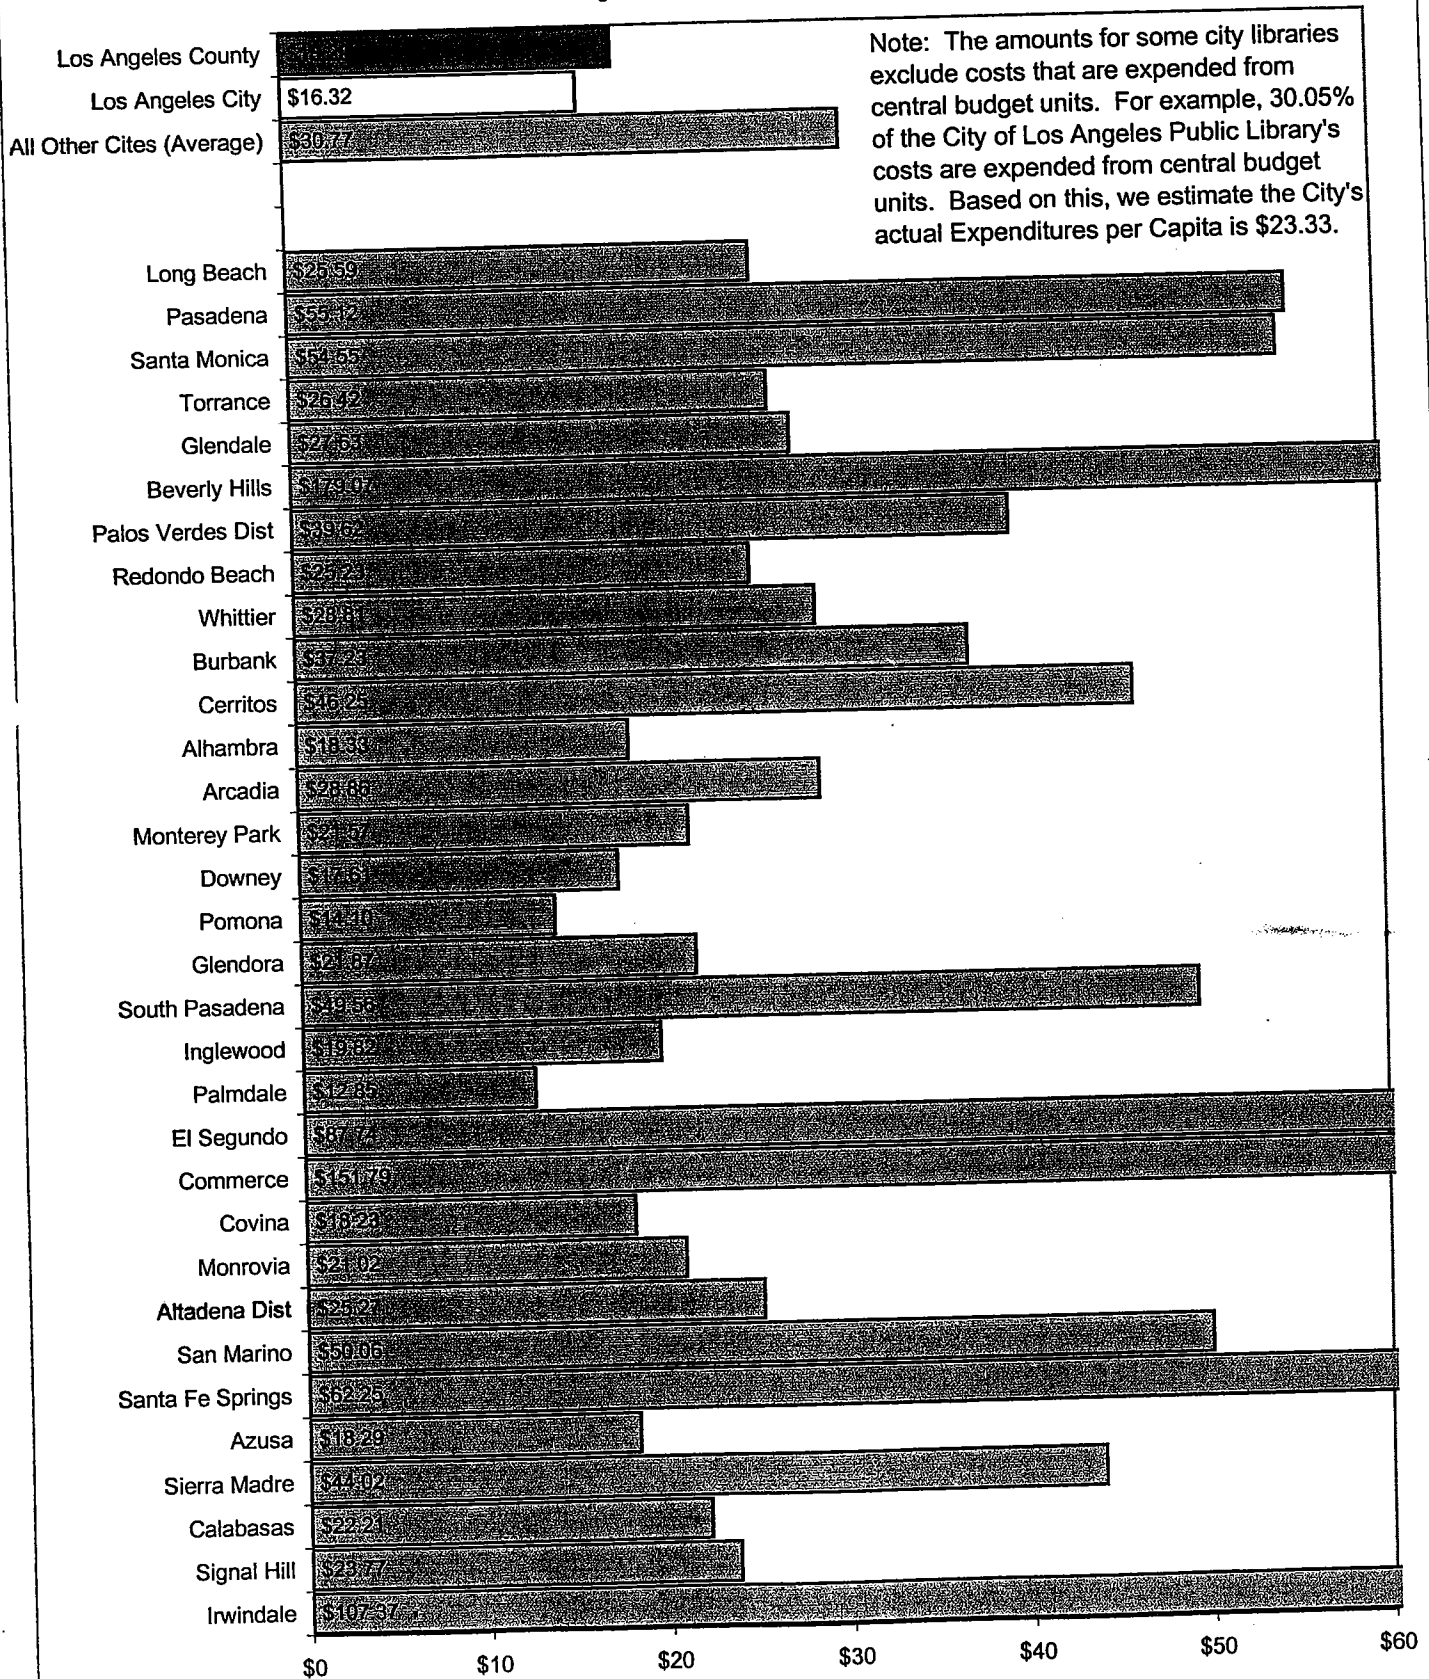 Los Angeles County
Los Angeles City $16.32
All Other Cites (Average) $30.77
Note: The amounts for some city libraries
exclude costs that are expended from
central budget units. For example, 30.05%
of the City of Los Angeles Public Library's
costs are expended from central budget
units. Based on this, we estimate the City's
actual Expenditures per Capita is $23.33.
Long Beach $25.59
Pasadena $55.12
Santa Monica $54.55
Torrance $26.42
Glendale $27.63
Beverly Hills $179.07
Palos Verdes Dist $39.62
Redondo Beach $25.23
Whittier $28.81
Burbank $37.23
Cerritos $46.25
Alhambra $18.33
Arcadia
Monterey Park $21.57
Downey $17.61
Pomona $14.10
Glendora $21.87
South Pasadena $49.56
Inglewood $19.82
Palmdale $12.85
El Segundo
Commerce $151.79
Covina $18.23
Monrovia $21.02
Altadena Dist $25.27
San Marino $50.06
Santa Fe Springs $62.25
Azusa $18.29
Sierra Madre $44.02
Calabasas $22.21
Signal Hill $23.77
Irwindale $107.37
$0 $10 $20 $30 $40 $50 $60